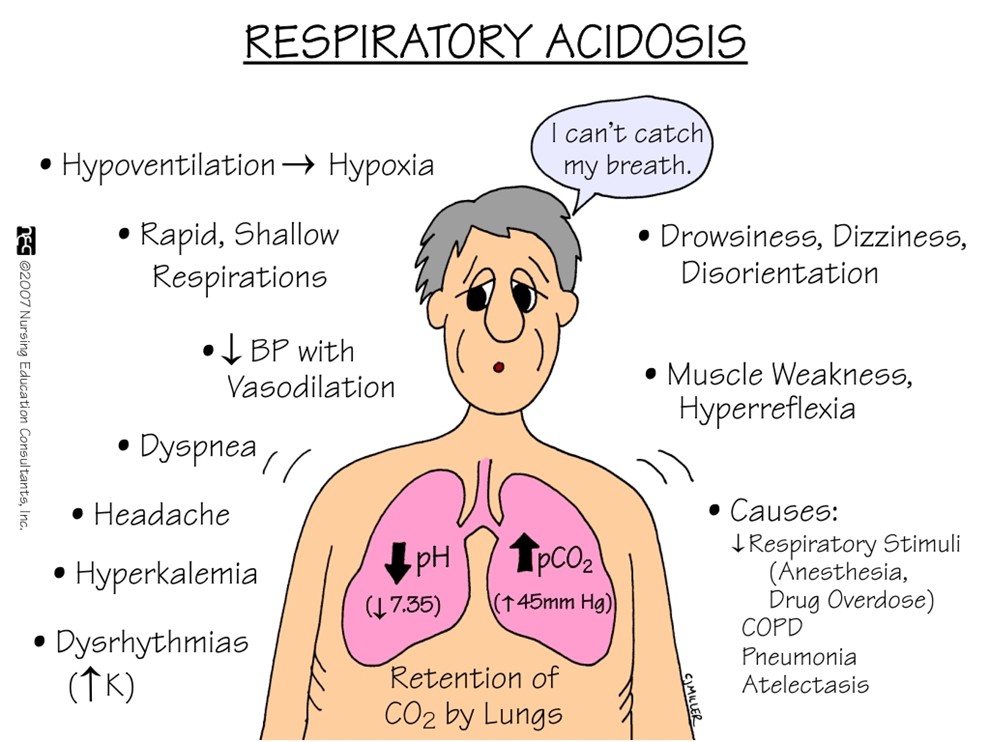 RESPIRATORY ACIDOSIS
I can't catch
my breath.
• Hypoventilation → Hypoxia
• Rapid, Shallow
Respirations
• ↓ BP with
Vasodilation
• Dyspnea
• Headache
• Hyperkalemia
• Dysrhythmias
(↑K)
• Drowsiness, Dizziness,
Disorientation
• Muscle Weakness,
Hyperreflexia
• Causes:
↓Respiratory Stimuli
(Anesthesia,
Drug Overdose)
COPD
Pneumonia
Atelectasis
↓pH
(↓7.35)
↑pCO₂
(↑45mm Hg)
Retention of
CO₂ by Lungs
CJMILLER
nec ©2007 Nursing Education Consultants, Inc.